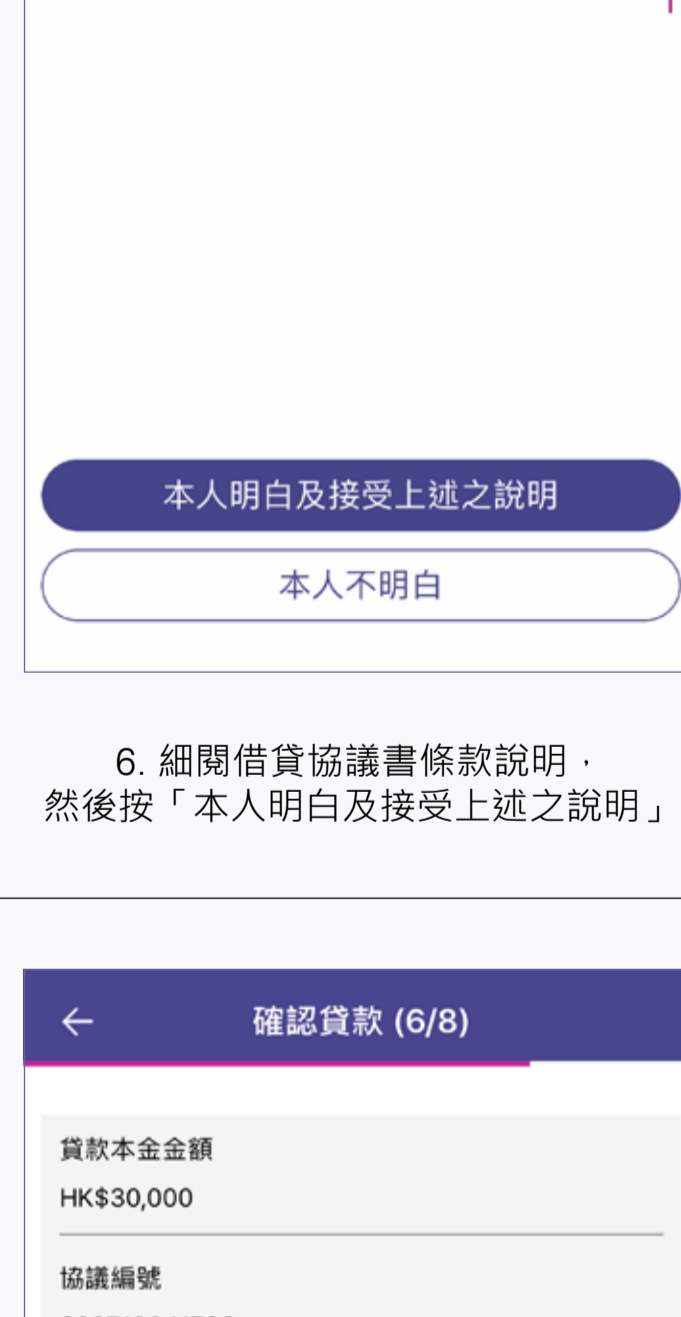 本人明白及接受上述之說明
本人不明白
6. 細閱借貸協議書條款說明，
然後按「本人明白及接受上述之說明」
← 確認貸款 (6/8)
貸款本金金額
HK$30,000
協議編號